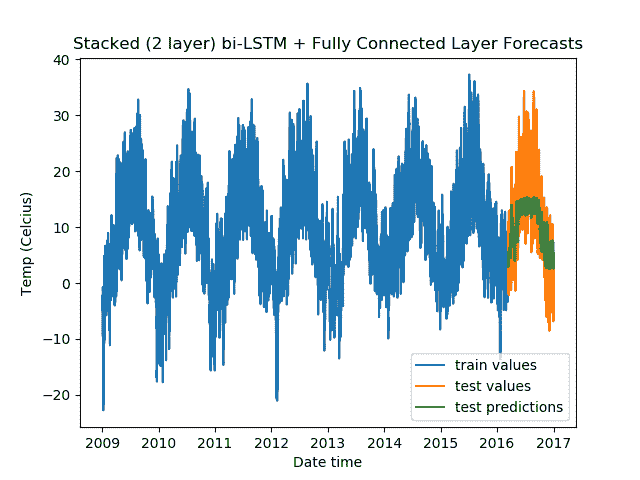 Stacked (2 layer) bi-LSTM + Fully Connected Layer Forecasts
40
30
20
10
0
−10
−20
Temp (Celcius)
train values
test values
test predictions
2009 2010 2011 2012 2013 2014 2015 2016 2017
Date time